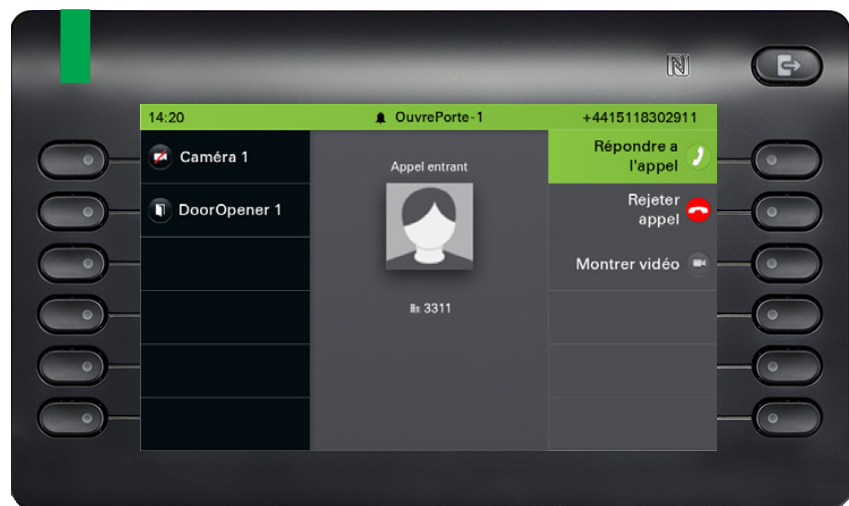 14:20
OuvrePorte-1
+4415118302911
Caméra 1
DoorOpener 1
Appel entrant
3311
Répondre a
l'appel
Rejeter
appel
Montrer vidéo